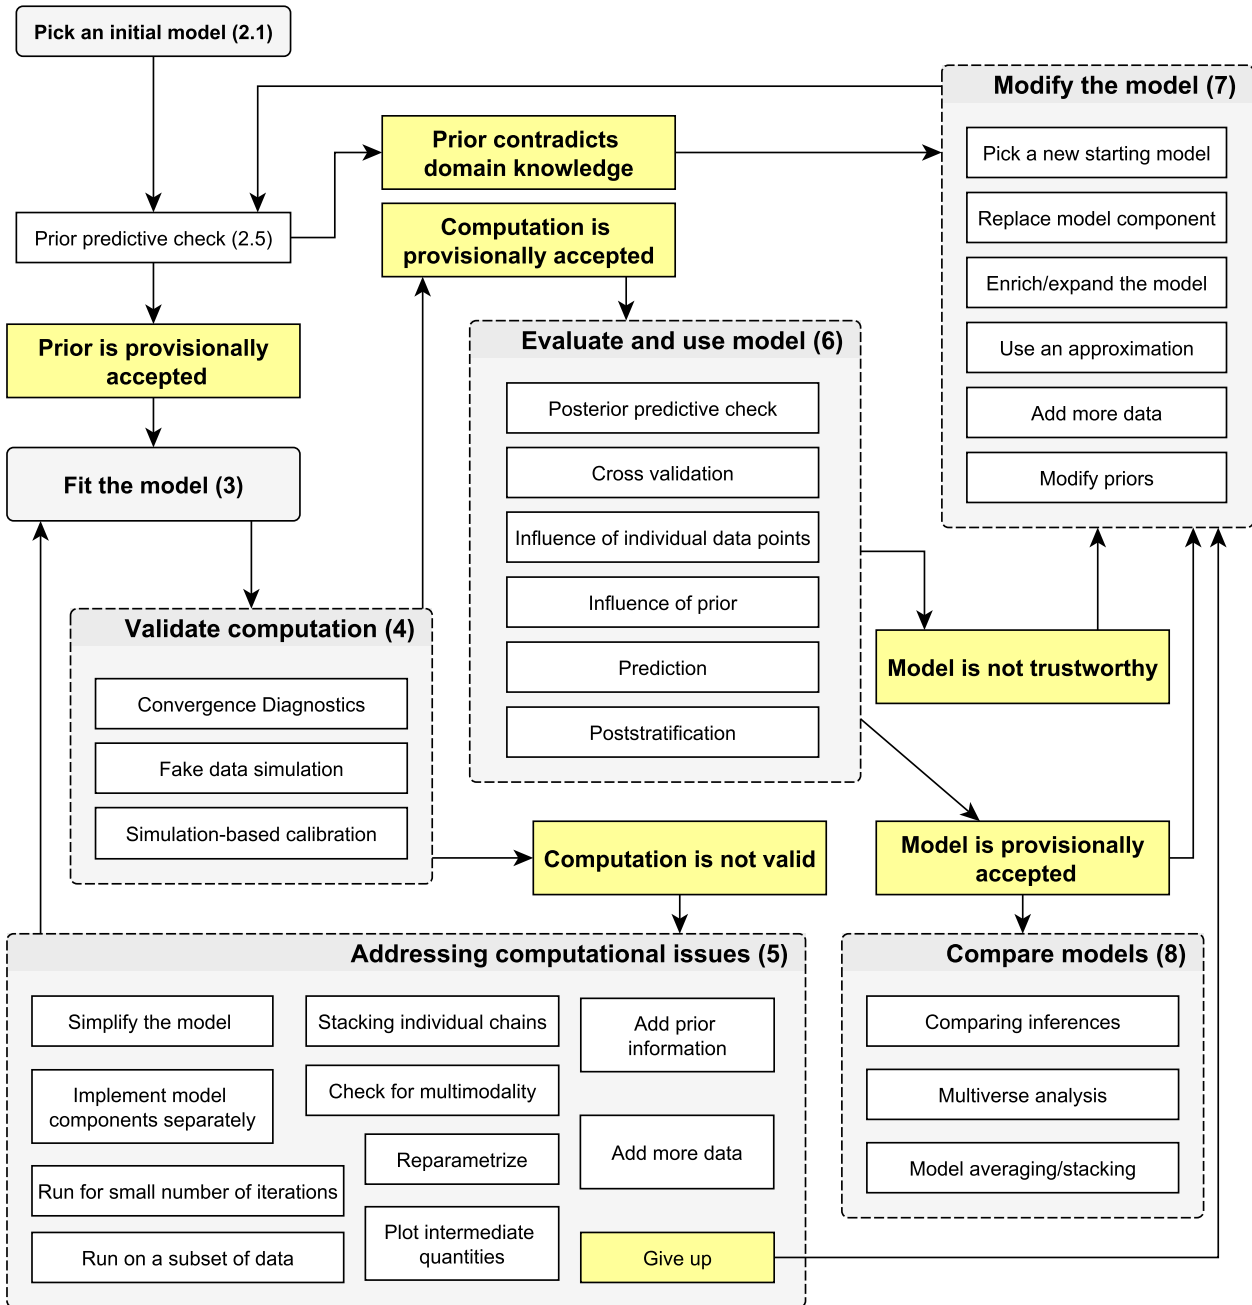 Pick an initial model (2.1)
Modify the model (7)
Pick a new starting model
Replace model component
Enrich/expand the model
Use an approximation
Add more data
Modify priors
Prior contradicts
domain knowledge
Prior predictive check (2.5)
Computation is
provisionally accepted
Prior is provisionally
accepted
Evaluate and use model (6)
Posterior predictive check
Cross validation
Influence of individual data points
Influence of prior
Prediction
Poststratification
Fit the model (3)
Validate computation (4)
Convergence Diagnostics
Fake data simulation
Simulation-based calibration
Model is not trustworthy
Computation is not valid
Model is provisionally
accepted
Addressing computational issues (5)
Simplify the model
Implement model
components separately
Run for small number of iterations
Run on a subset of data
Stacking individual chains
Check for multimodality
Reparametrize
Plot intermediate
quantities
Add prior
information
Add more data
Give up
Compare models (8)
Comparing inferences
Multiverse analysis
Model averaging/stacking